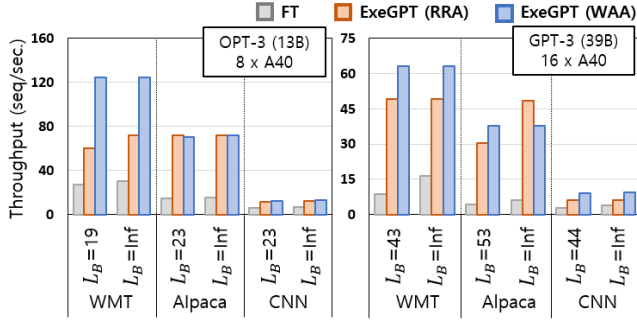 FT ExeGPT (RRA) ExeGPT (WAA)
Throughput (seq/sec.)
160
120
80
40
0
OPT-3 (13B)
8 x A40
L_B=19 L_B=Inf L_B=23 L_B=Inf L_B=23 L_B=Inf
WMT Alpaca CNN
75
60
45
30
15
0
GPT-3 (39B)
16 x A40
L_B=43 L_B=Inf L_B=53 L_B=Inf L_B=44 L_B=Inf
WMT Alpaca CNN